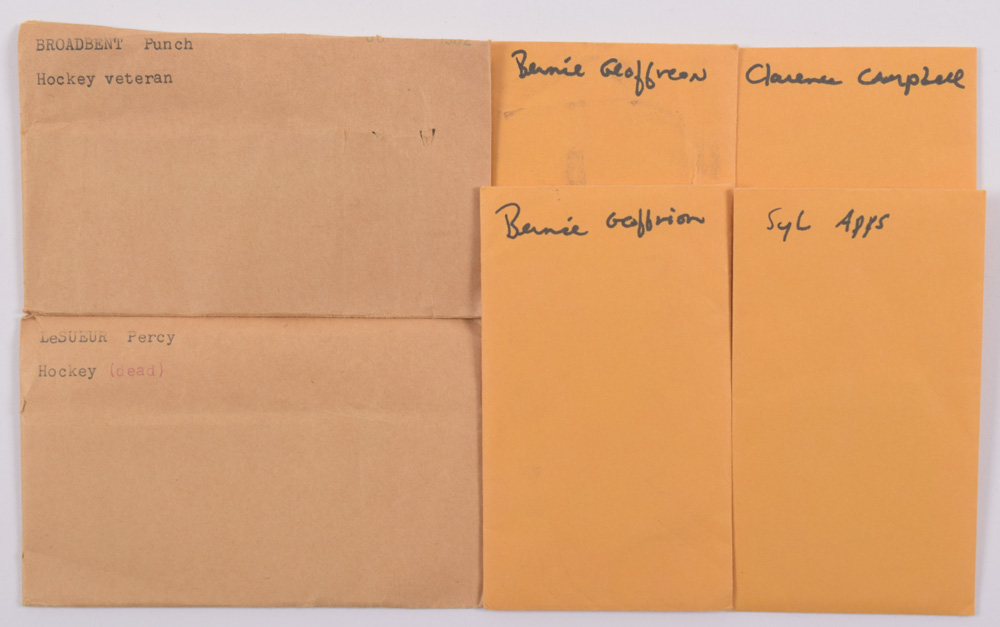 BROADBENT Punch
Hockey veteran
Bernie Geoffreon
Clarence Campbell
Bernie Geoffrion
Syl Apps
LeSUEUR Percy
Hockey (dead)